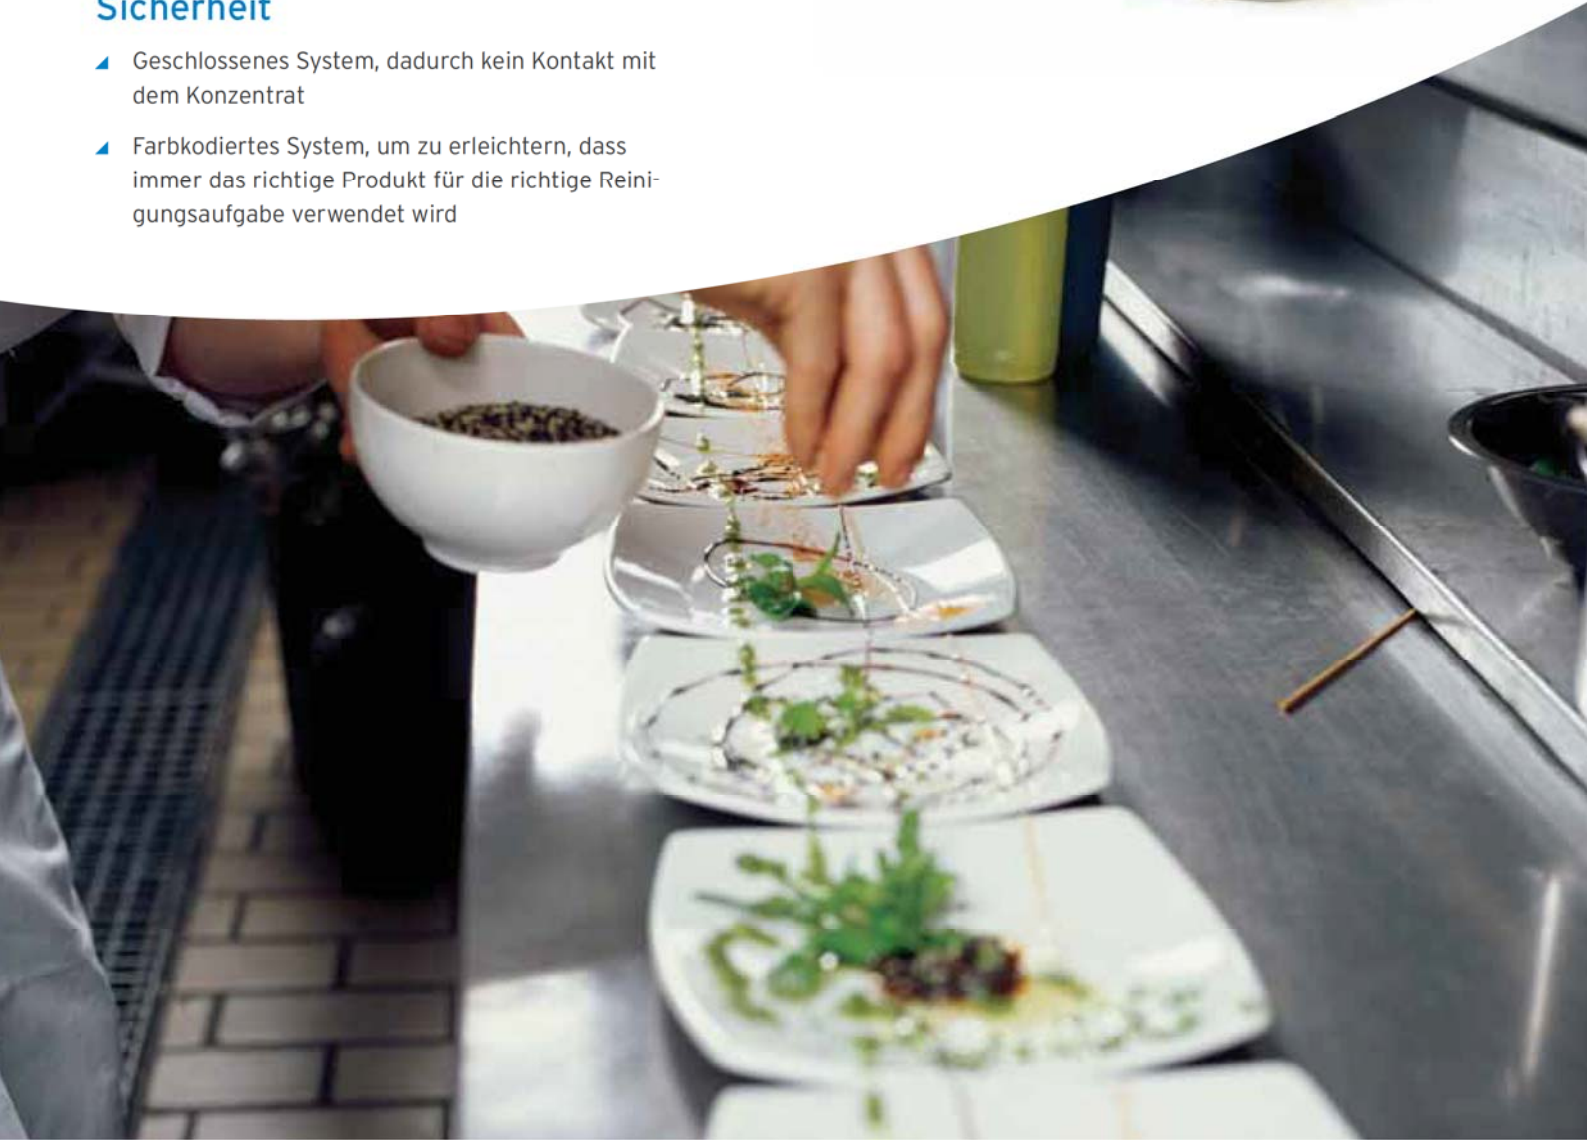 Sicherheit
Geschlossenes System, dadurch kein Kontakt mit
dem Konzentrat
Farbkodiertes System, um zu erleichtern, dass
immer das richtige Produkt für die richtige Reini-
gungsaufgabe verwendet wird